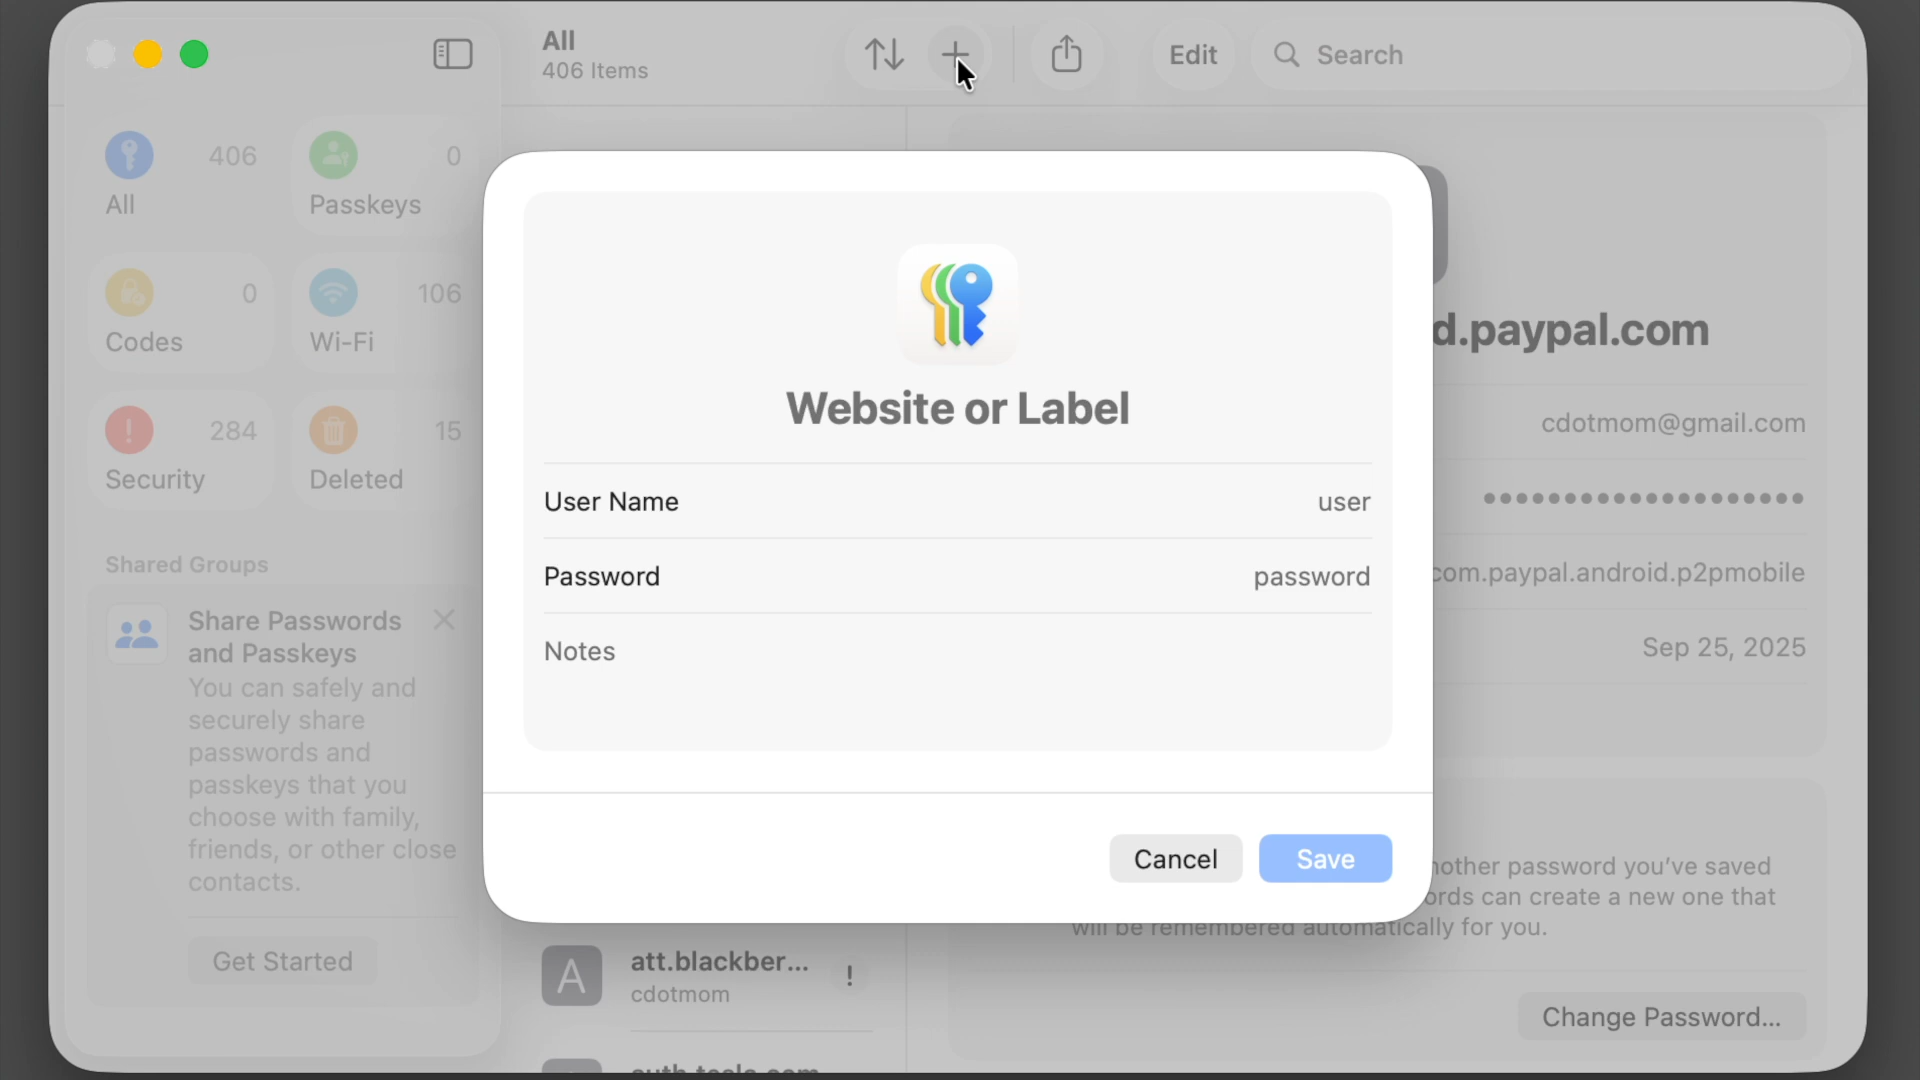 All
406 Items
Edit
Search
406
All
0
Passkeys
0
Codes
106
Wi-Fi
284
Security
15
Deleted
Shared Groups
Share Passwords
and Passkeys
You can safely and
securely share
passwords and
passkeys that you
choose with family,
friends, or other close
contacts.
Get Started
Website or Label
User Name
user
Password
password
Notes
Cancel
Save
A
att.blackber...
cdotmom
!
auth.tesla.com
d.paypal.com
cdotmom@gmail.com
••••••••••••••••••••
com.paypal.android.p2pmobile
Sep 25, 2025
nother password you've saved
ords can create a new one that
will be remembered automatically for you.
Change Password...